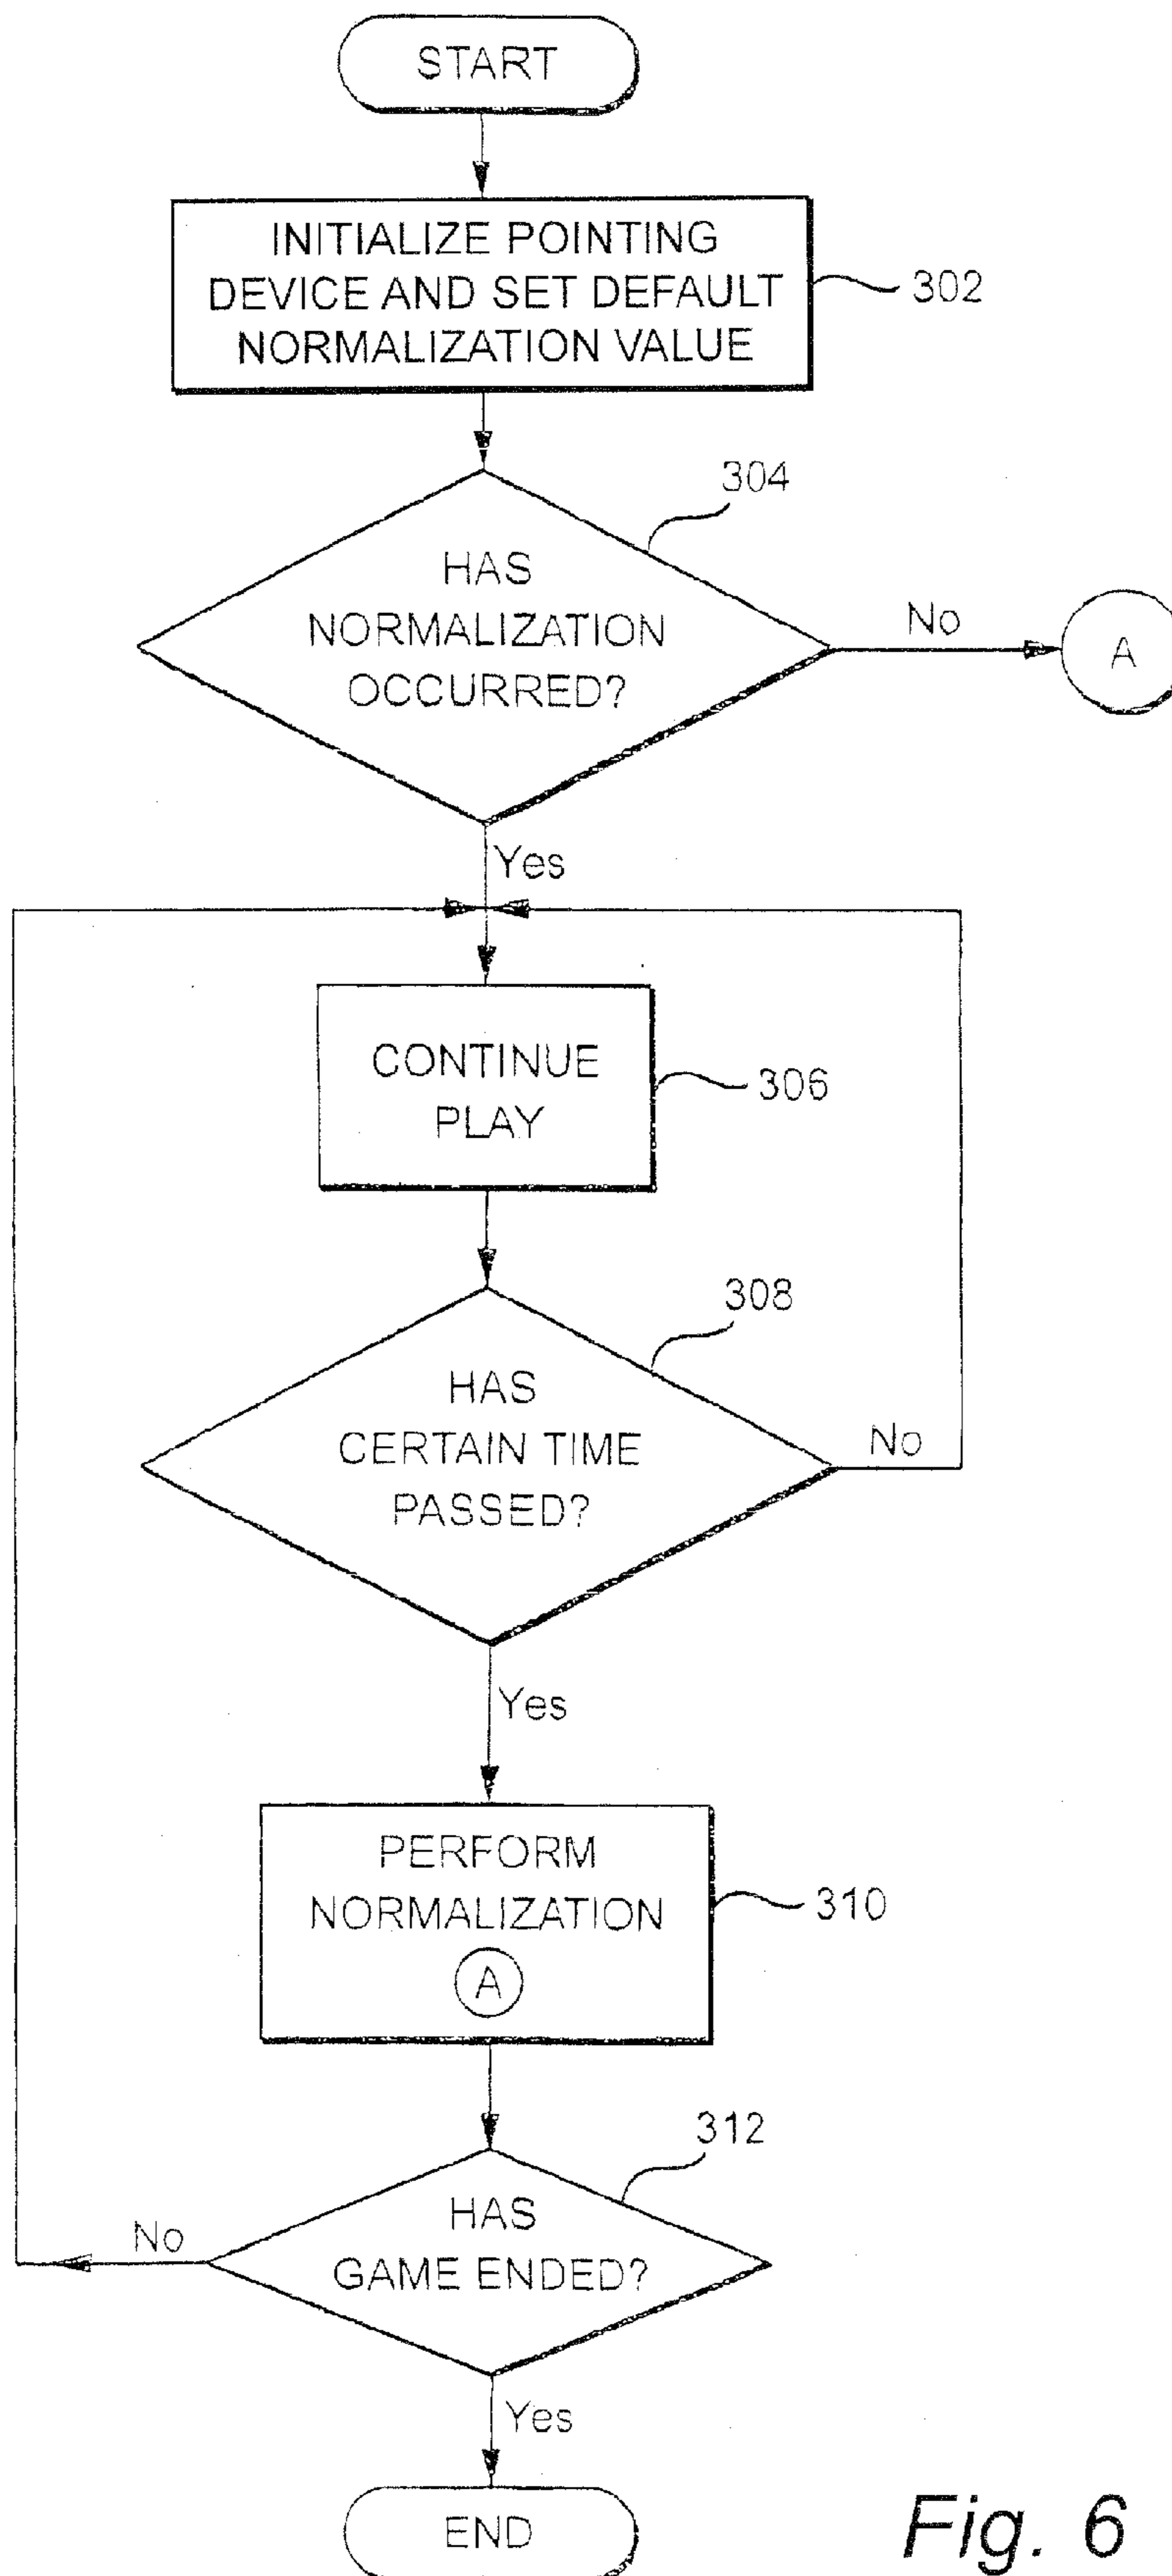 START
INITIALIZE POINTING
DEVICE AND SET DEFAULT
NORMALIZATION VALUE
302
304
HAS
NORMALIZATION
OCCURRED?
No
A
Yes
CONTINUE
PLAY
306
308
HAS
CERTAIN TIME
PASSED?
No
Yes
PERFORM
NORMALIZATION
A
310
312
HAS
GAME ENDED?
No
Yes
END
Fig. 6